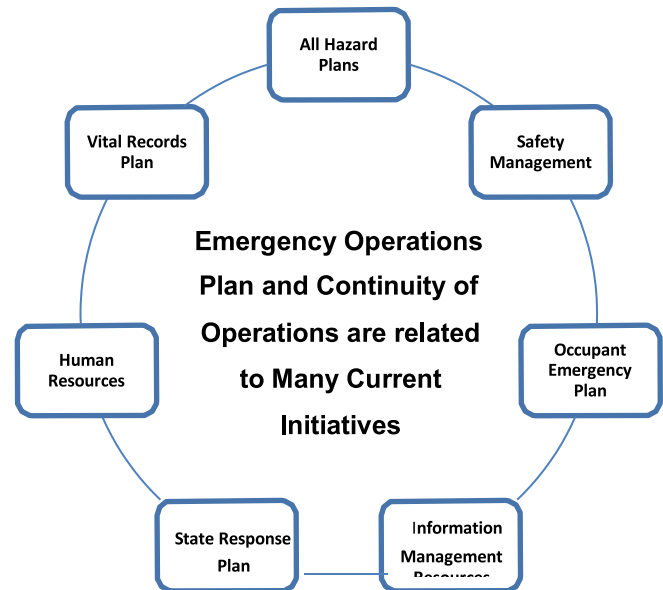 All Hazard
Plans
Safety
Management
Occupant
Emergency
Plan
Information
Management
Resources
State Response
Plan
Human
Resources
Vital Records
Plan
Emergency Operations
Plan and Continuity of
Operations are related
to Many Current
Initiatives